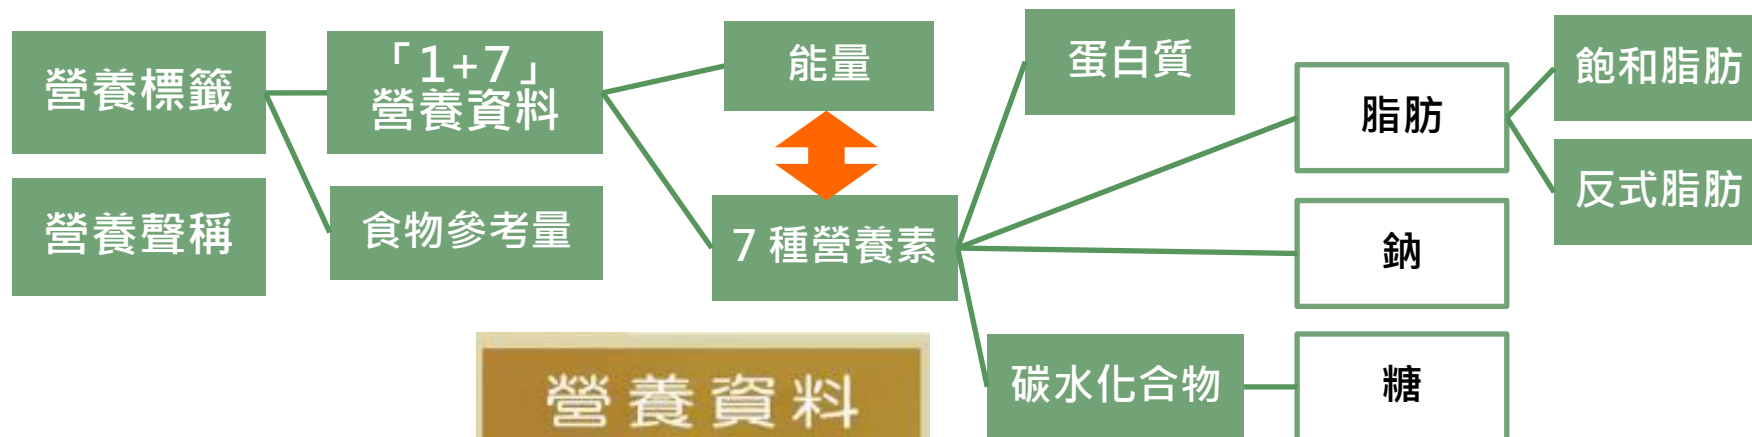 營養標籤
「1+7」
營養資料
能量
蛋白質
脂肪
飽和脂肪
反式脂肪
營養聲稱
食物參考量
7 種營養素
鈉
碳水化合物
糖
營養資料